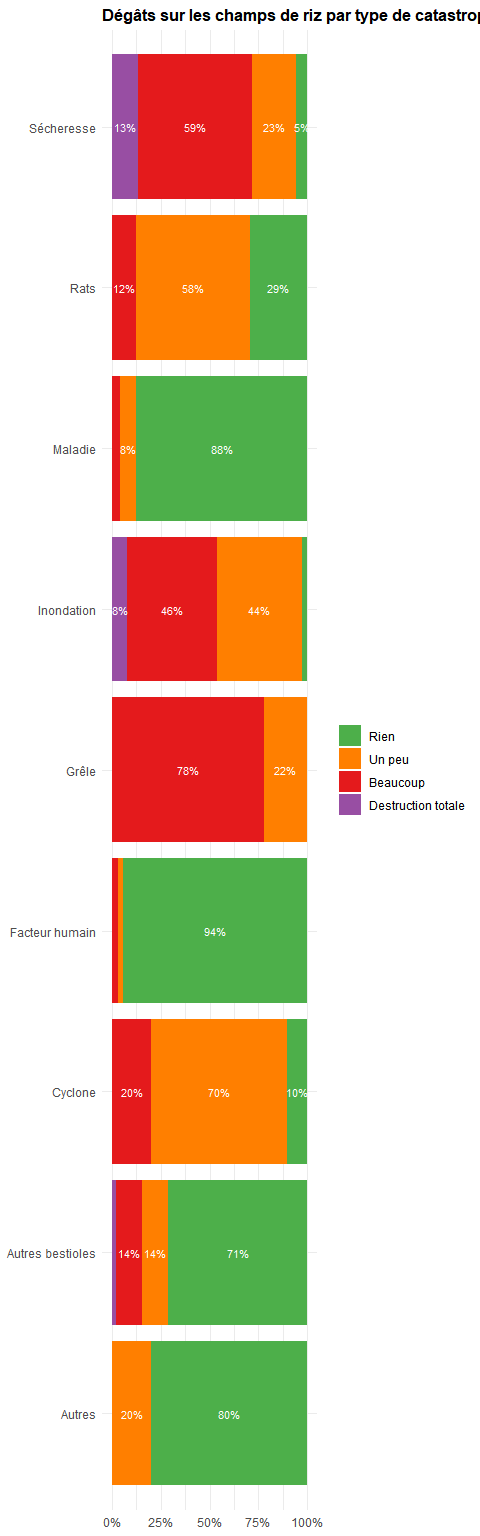 Dégâts sur les champs de riz par type de catastrop
Sécheresse
13%
59%
23%
5%
Rats
12%
58%
29%
Maladie
8%
88%
Inondation
8%
46%
44%
Grêle
78%
22%
Rien
Un peu
Beaucoup
Destruction totale
Facteur humain
94%
Cyclone
20%
70%
10%
Autres bestioles
14%
14%
71%
Autres
20%
80%
0%
25%
50%
75%
100%